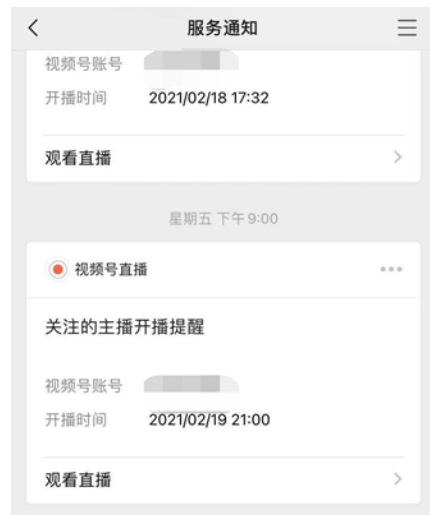 服务通知
视频号账号
开播时间 2021/02/18 17:32
观看直播
星期五 下午 9:00
视频号直播
关注的主播开播提醒
视频号账号
开播时间 2021/02/19 21:00
观看直播